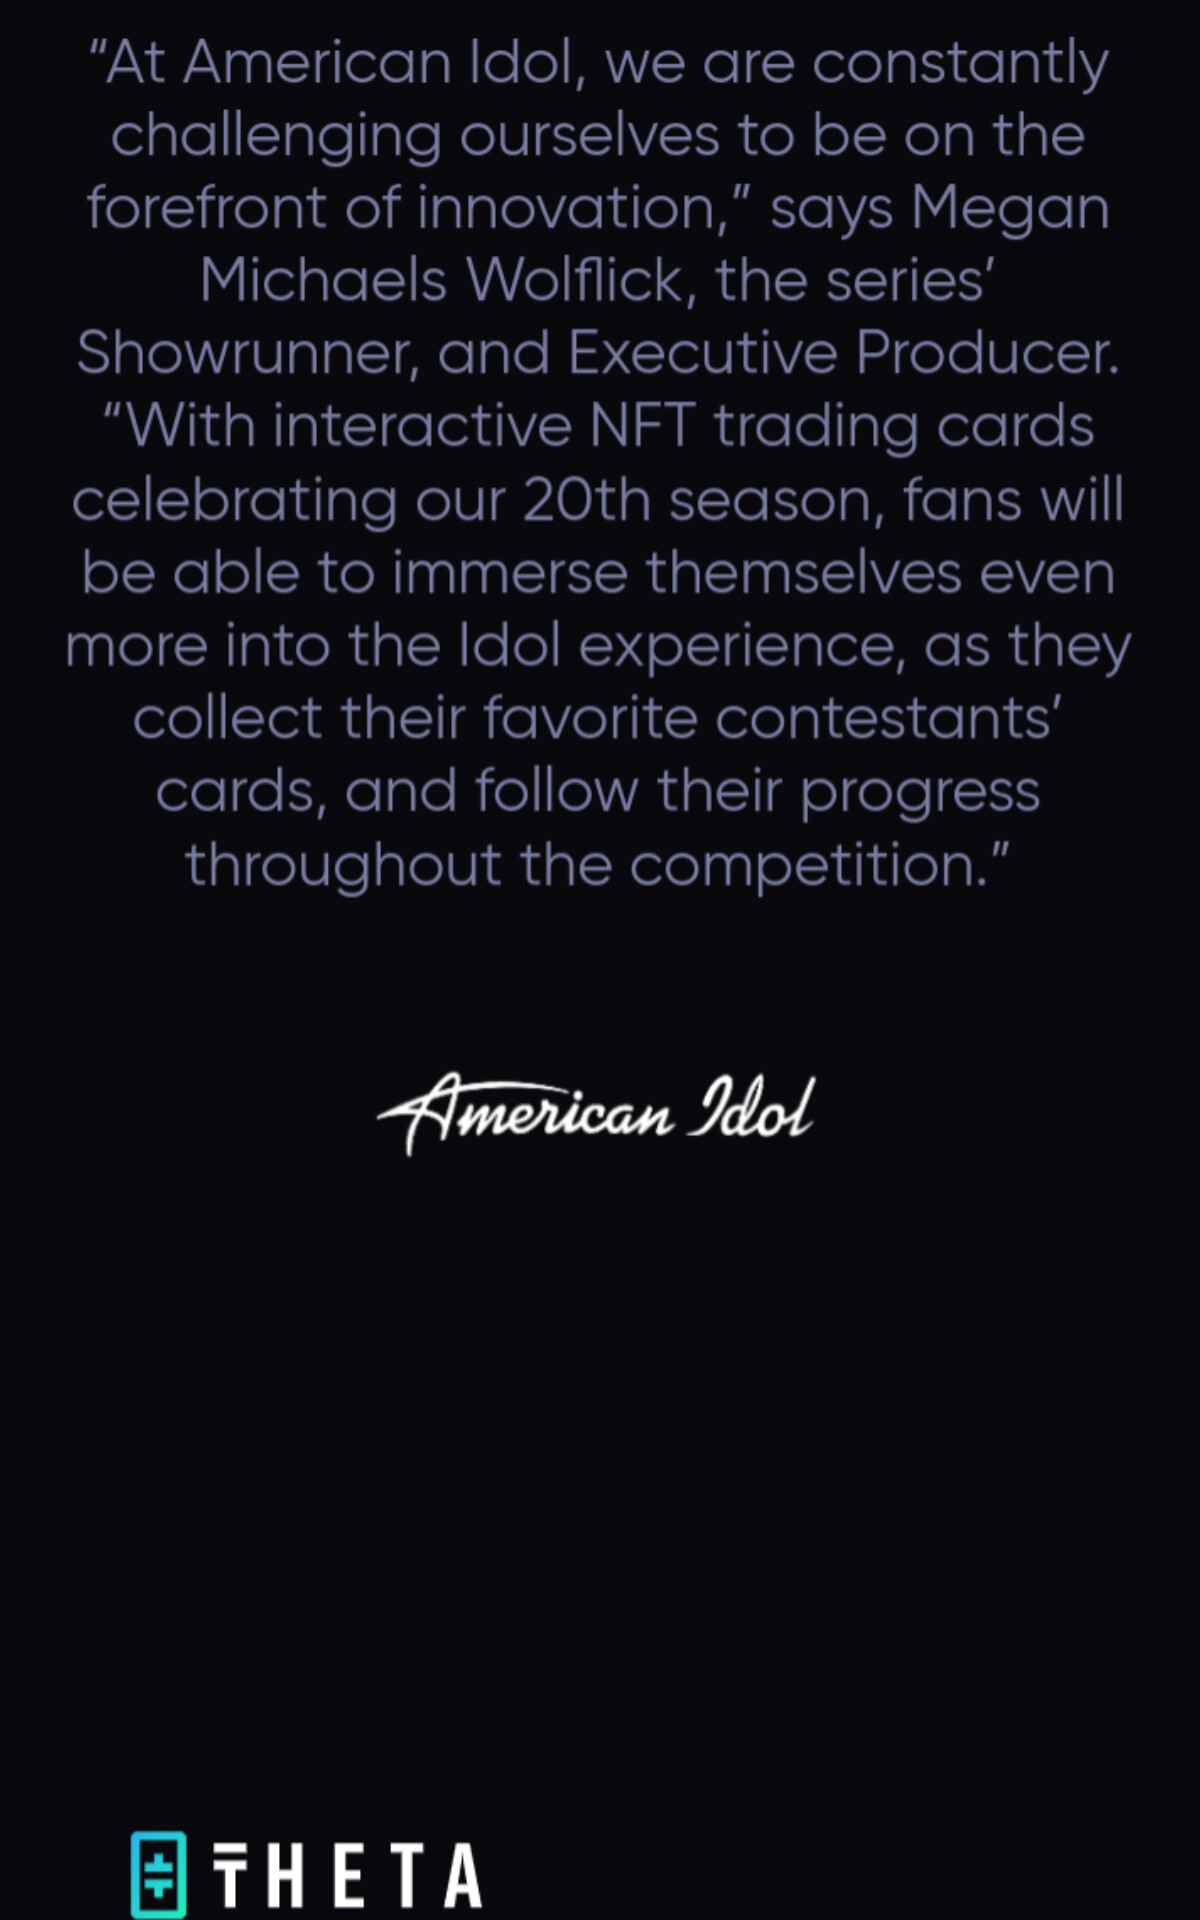 “At American Idol, we are constantly
challenging ourselves to be on the
forefront of innovation,” says Megan
Michaels Wolflick, the series’
Showrunner, and Executive Producer.
“With interactive NFT trading cards
celebrating our 20th season, fans will
be able to immerse themselves even
more into the Idol experience, as they
collect their favorite contestants’
cards, and follow their progress
throughout the competition.”
American Idol
THETA